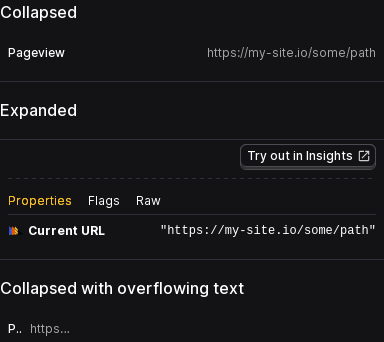 Collapsed
Pageview https://my-site.io/some/path
Expanded
Try out in Insights
Properties Flags Raw
Current URL "https://my-site.io/some/path"
Collapsed with overflowing text
P... https...